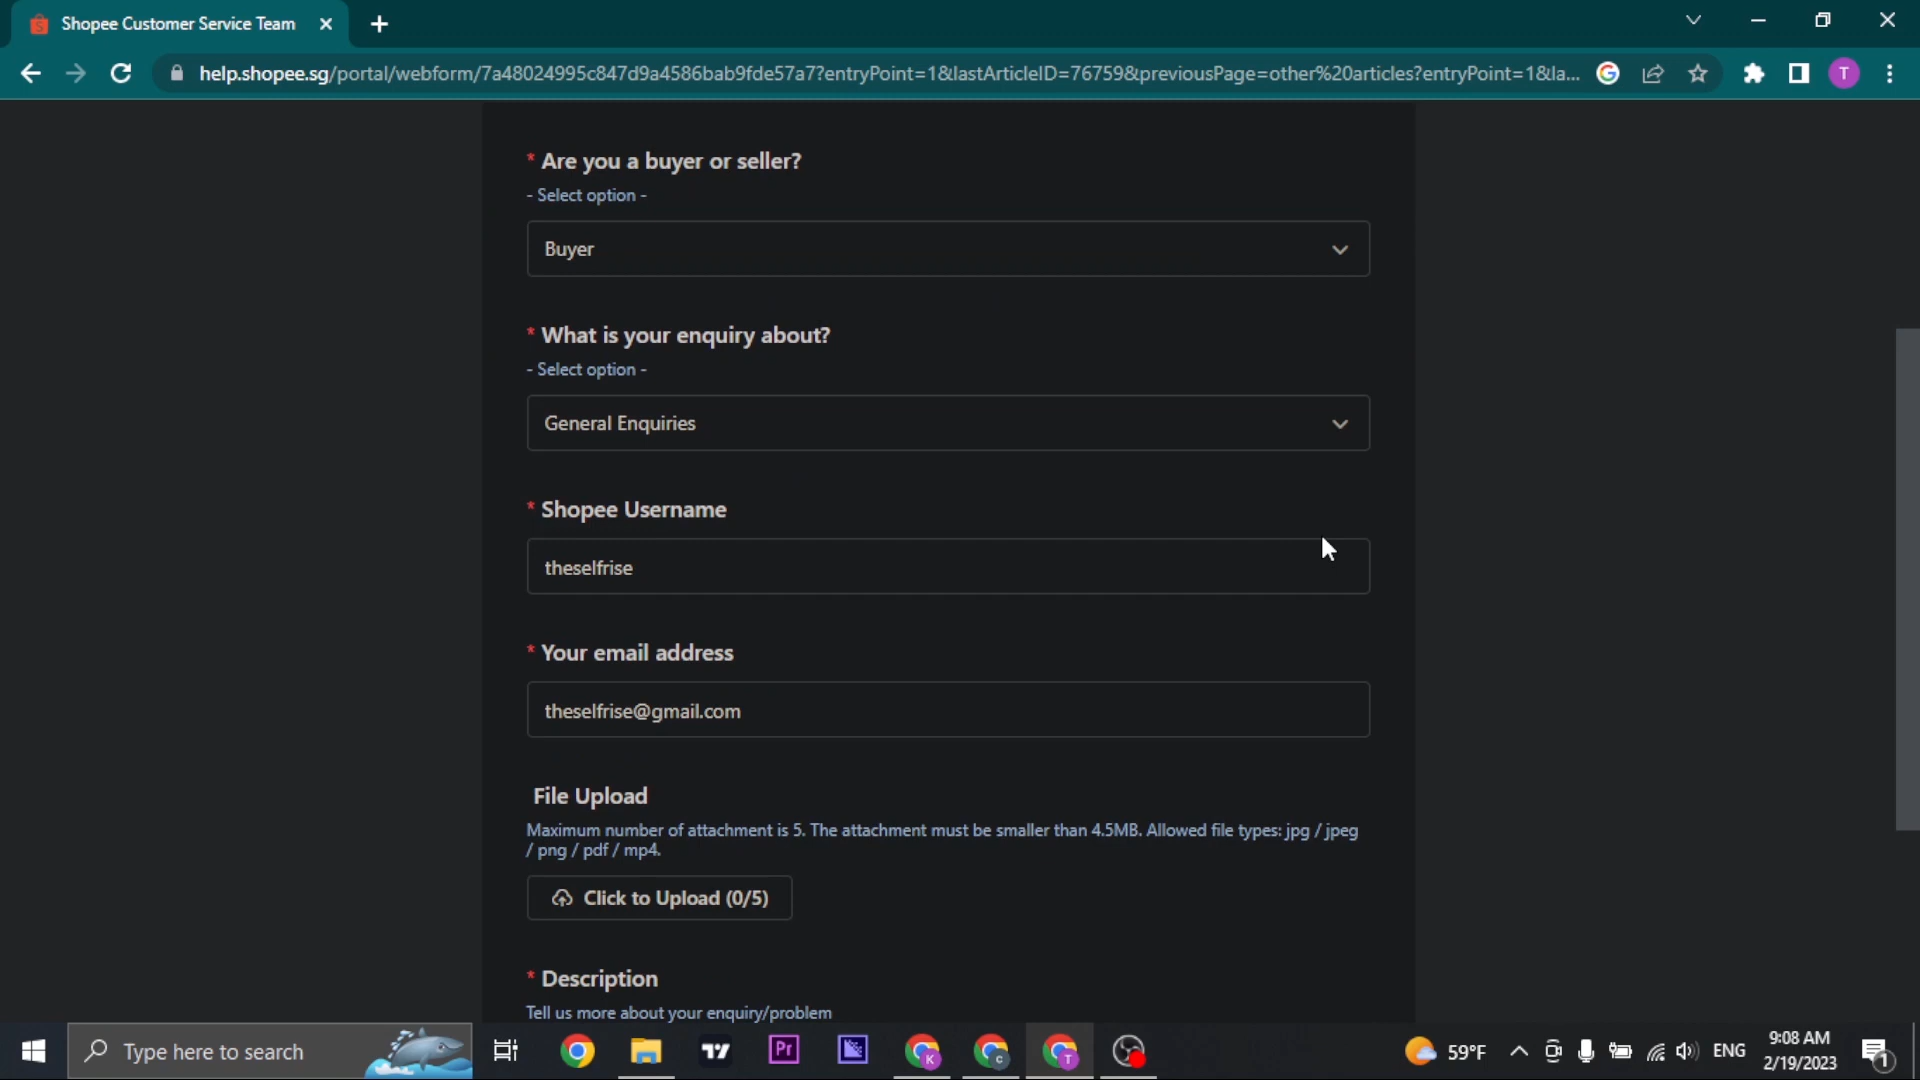 Shopee Customer Service Team
help.shopee.sg/portal/webform/7a48024995c847d9a4586bab9fde57a7?entryPoint=1&lastArticleID=76759&previousPage=other%20articles?entryPoint=1&la...
T
* Are you a buyer or seller?
- Select option -
Buyer
* What is your enquiry about?
- Select option -
General Enquiries
* Shopee Username
theselfrise
* Your email address
theselfrise@gmail.com
File Upload
Maximum number of attachment is 5. The attachment must be smaller than 4.5MB. Allowed file types: jpg / jpeg
/ png / pdf / mp4.
Click to Upload (0/5)
* Description
Tell us more about your enquiry/problem
Type here to search
Pr
K
C
T
59°F
ENG
9:08 AM
2/19/2023
1